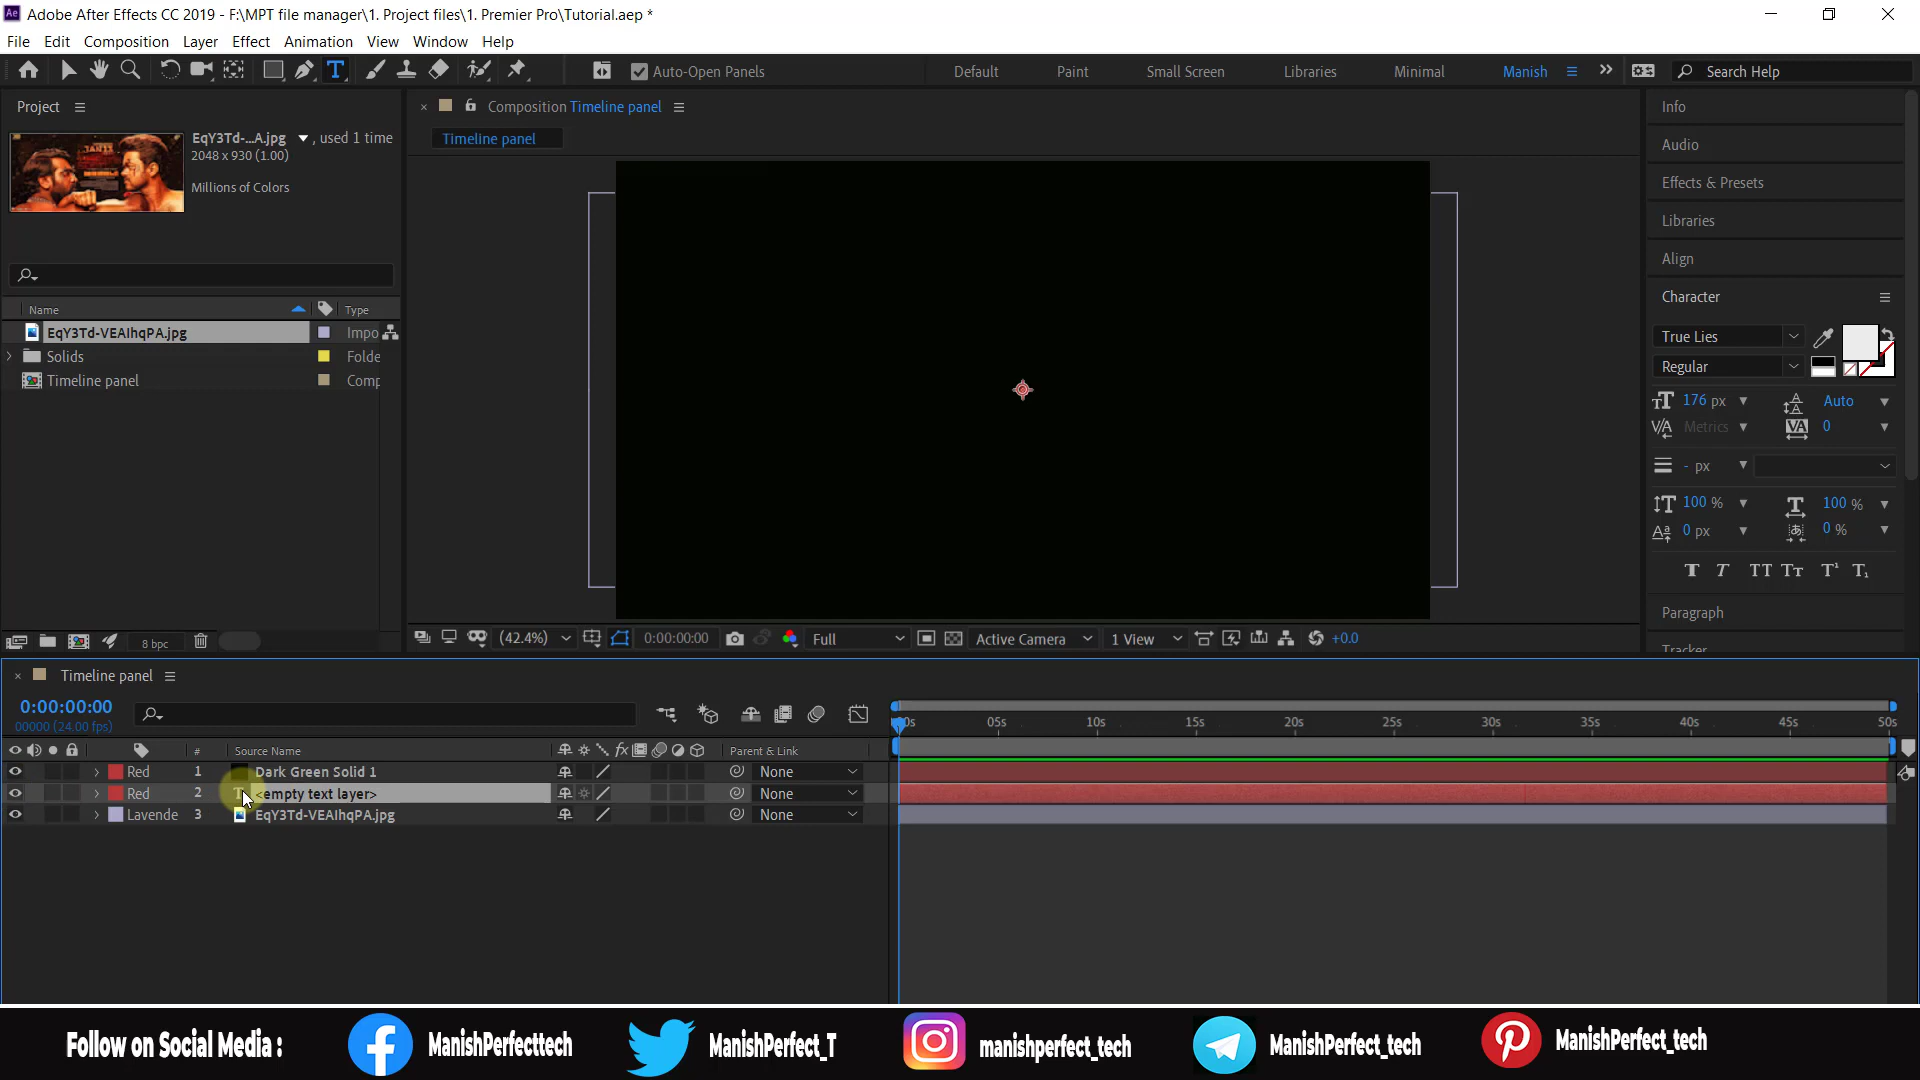 Adobe After Effects CC 2019 - F:\MPT file manager\1. Project files\1. Premier Pro\Tutorial.aep *
File Edit Composition Layer Effect Animation View Window Help
Auto-Open Panels Default Paint Small Screen Libraries Minimal Manish Search Help
Project
EqY3Td-...A.jpg , used 1 time
2048 x 930 (1.00)
Millions of Colors
Name Type
EqY3Td-VEAIhqPA.jpg Impo
Solids Folde
Timeline panel Comp
8 bpc
Composition Timeline panel
Timeline panel
(42.4%) 0:00:00:00 Full Active Camera 1 View +0.0
Info
Audio
Effects & Presets
Libraries
Align
Character
True Lies
Regular
176 px Auto
Metrics 0
- px
100 % 100 %
0 px 0 %
Paragraph
Tracker
Timeline panel
0:00:00:00
00000 (24.00 fps)
00s 05s 10s 15s 20s 25s 30s 35s 40s 45s 50s
# Source Name Parent & Link
Red 1 Dark Green Solid 1 None
Red 2 <empty text layer> None
Lavende 3 EqY3Td-VEAIhqPA.jpg None
Follow on Social Media : ManishPerfecttech ManishPerfect_T manishperfect_tech ManishPerfect_tech ManishPerfect_tech